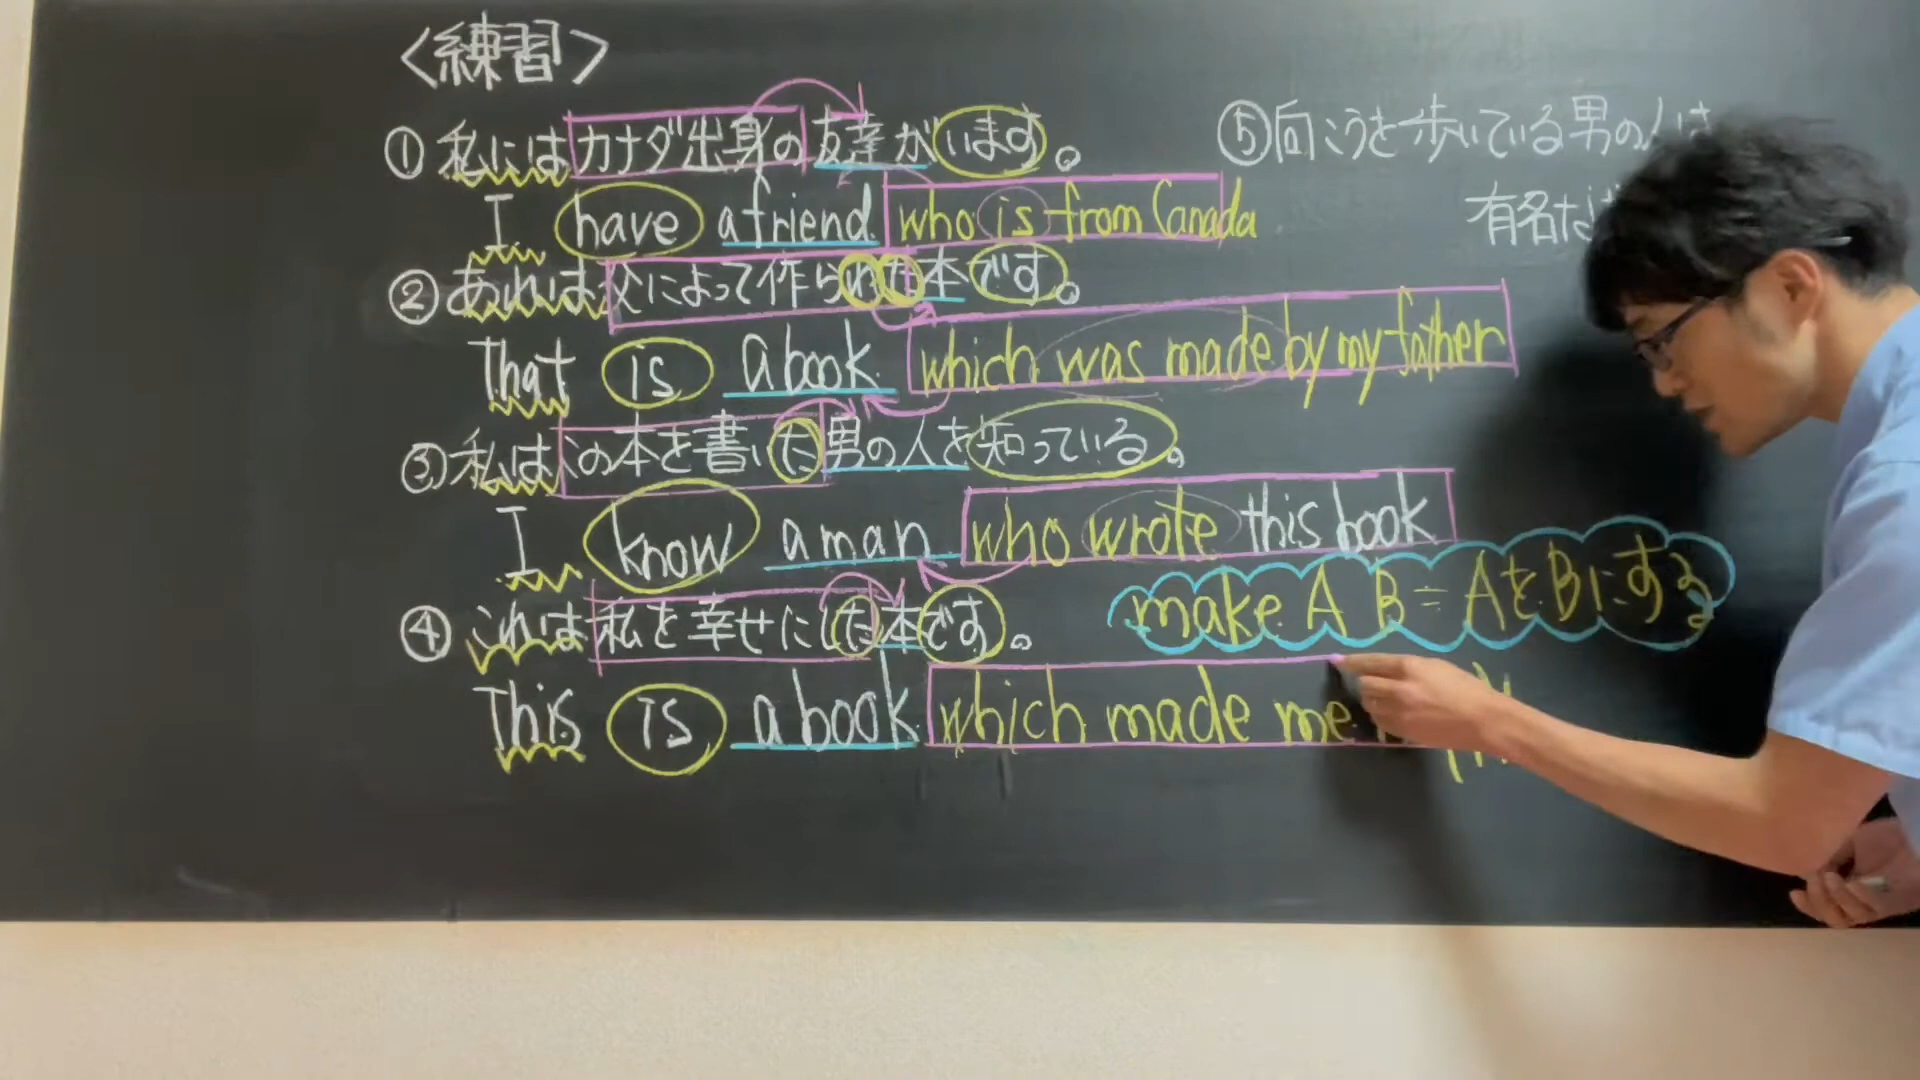 〈練習〉
① 私にはカナダ出身の友達がいます。
I have a friend who is from Canada
② あれは父によって作られた本です。
That is a book which was made by my father
③ 私はこの本を書いた男の人を知っている。
I know a man who wrote this book
④ これは私を幸せにした本です。
make A B = AをBにする
This is a book which made me
⑤ 向こうを歩いている男の人は
有名な